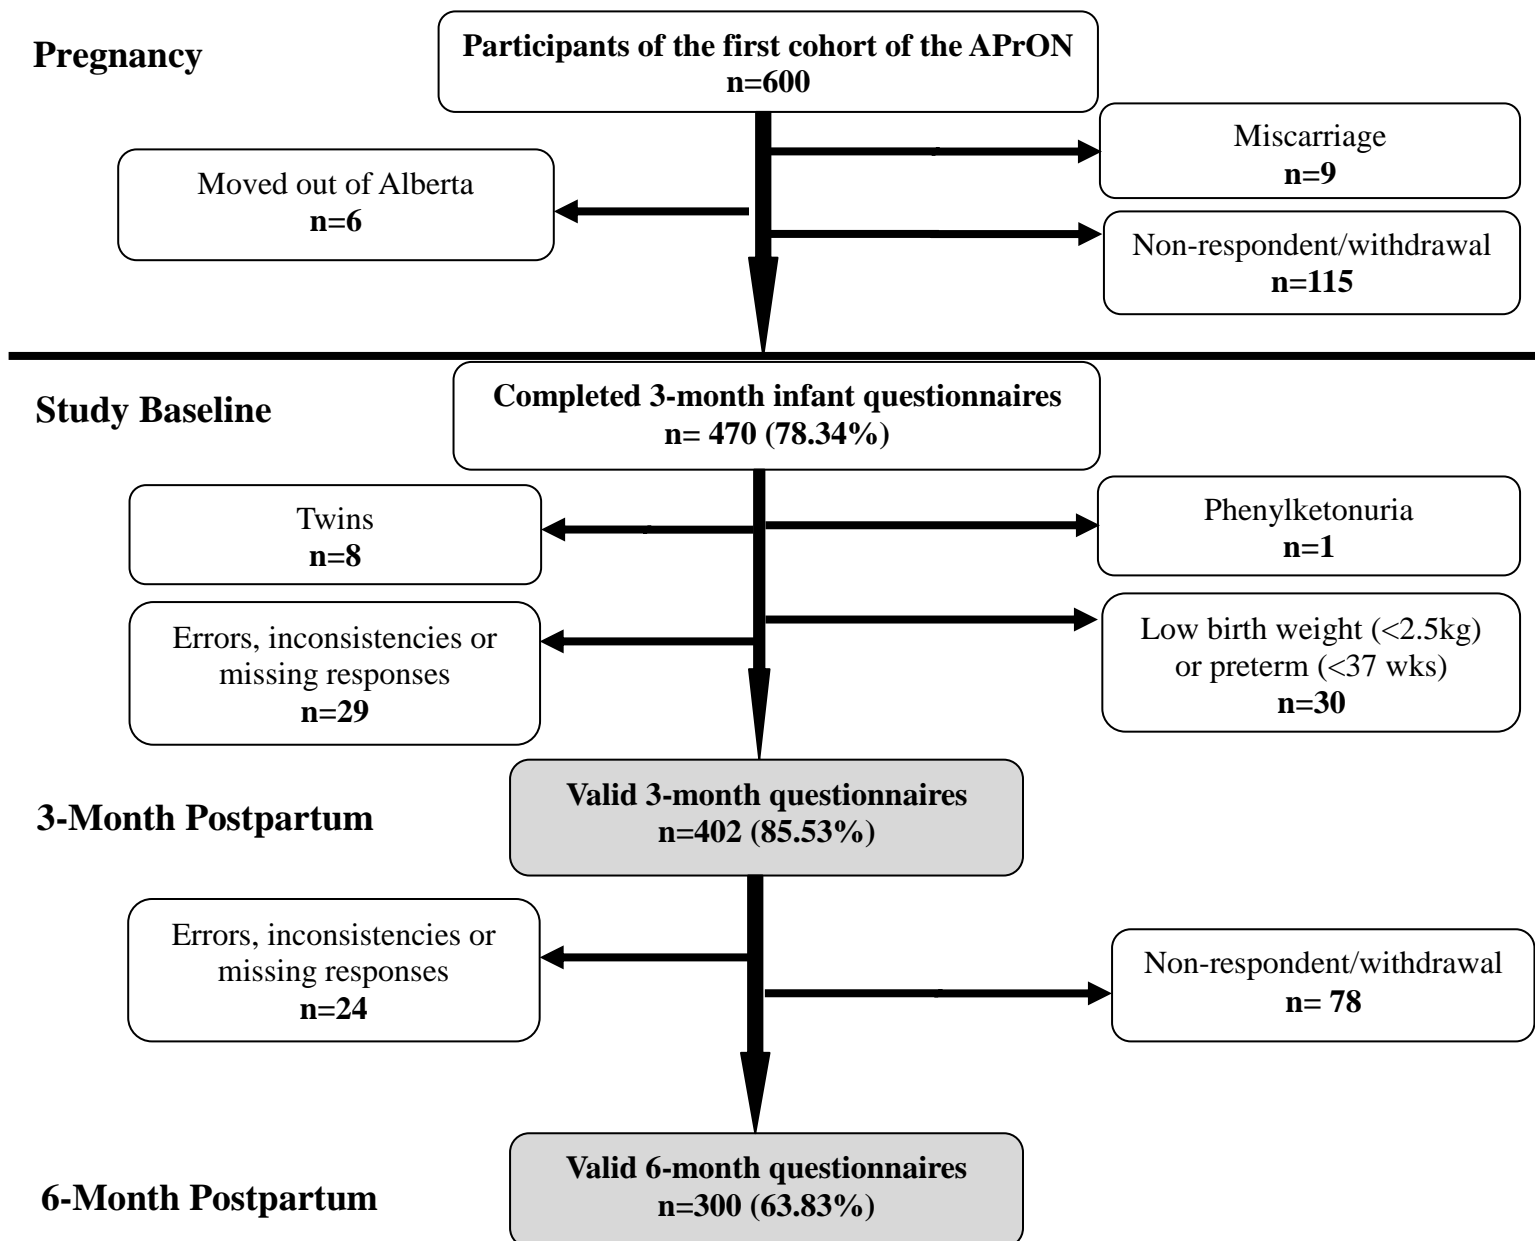 Pregnancy
Participants of the first cohort of the APrON
n=600
Miscarriage
n=9
Moved out of Alberta
n=6
Non-respondent/withdrawal
n=115
Study Baseline
Completed 3-month infant questionnaires
n= 470 (78.34%)
Twins
n=8
Phenylketonuria
n=1
Errors, inconsistencies or
missing responses
n=29
Low birth weight (<2.5kg)
or preterm (<37 wks)
n=30
3-Month Postpartum
Valid 3-month questionnaires
n=402 (85.53%)
Errors, inconsistencies or
missing responses
n=24
Non-respondent/withdrawal
n= 78
6-Month Postpartum
Valid 6-month questionnaires
n=300 (63.83%)